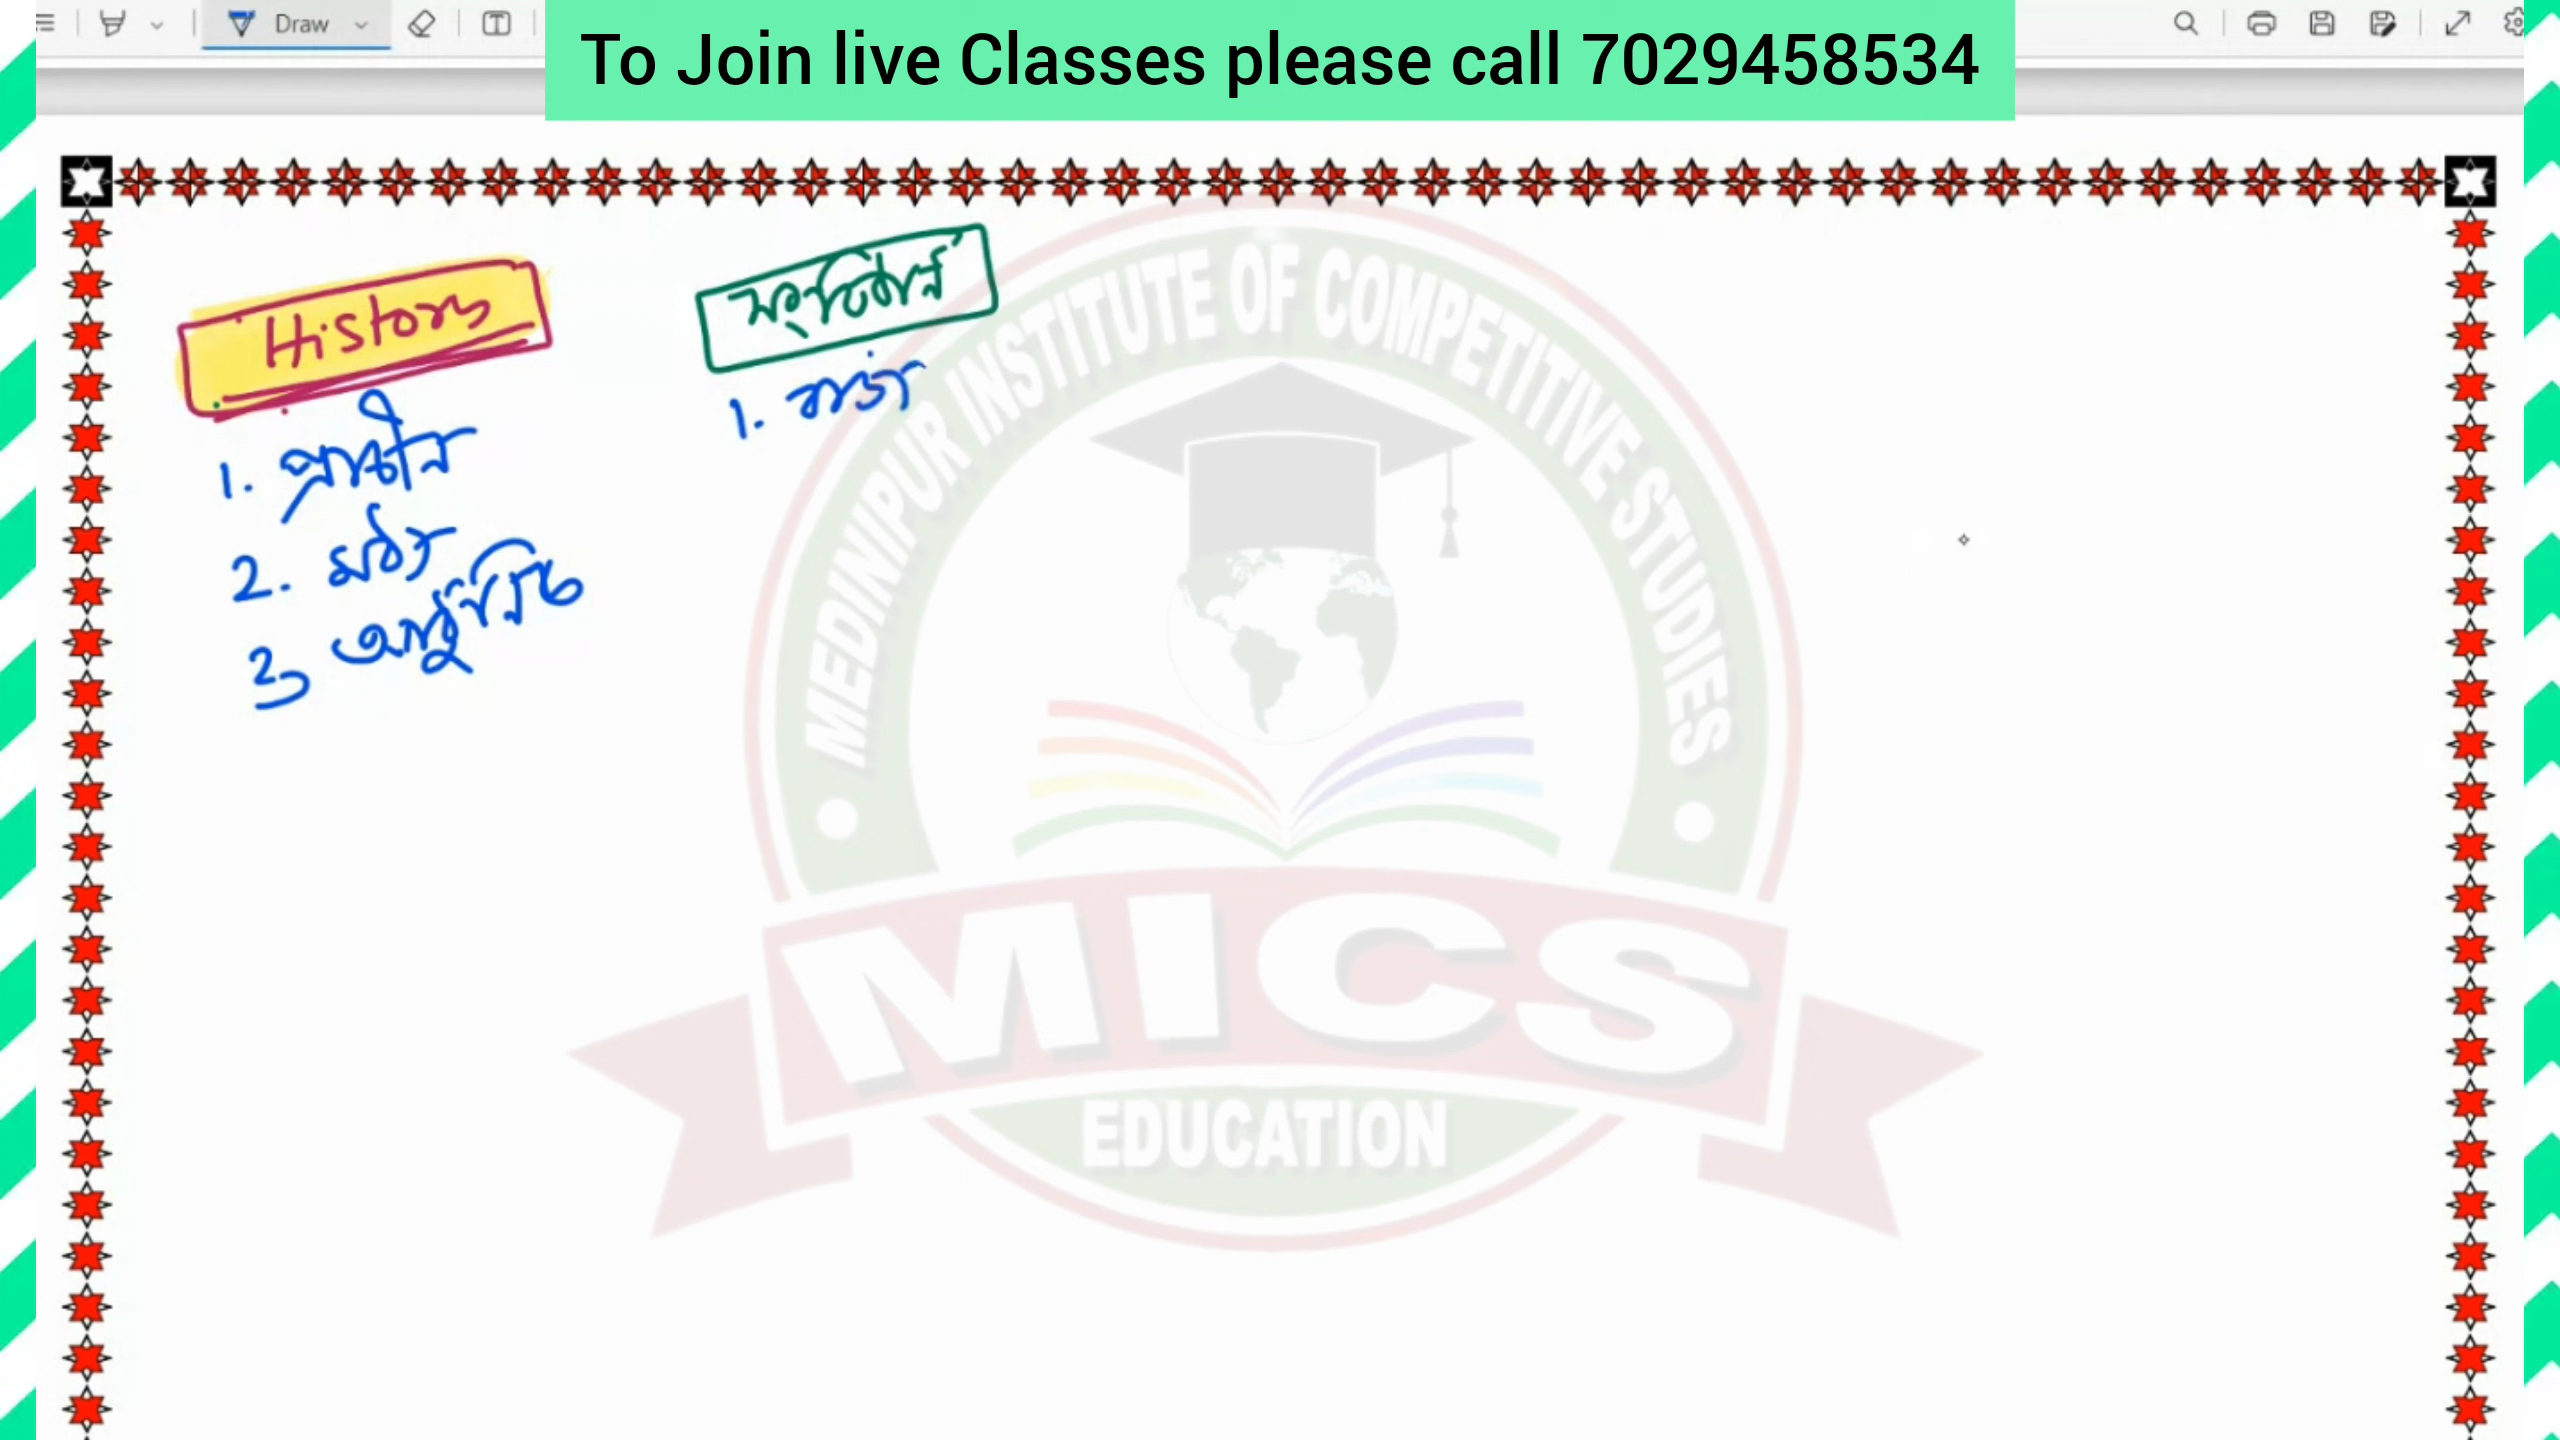 Draw
To Join live Classes please call 7029458534
History
1. প্রাচীন
2. মধ্য
3 আধুনিক
সংবিধান
1.
MEDINIPUR INSTITUTE OF COMPETITIVE STUDIES
MICS
EDUCATION